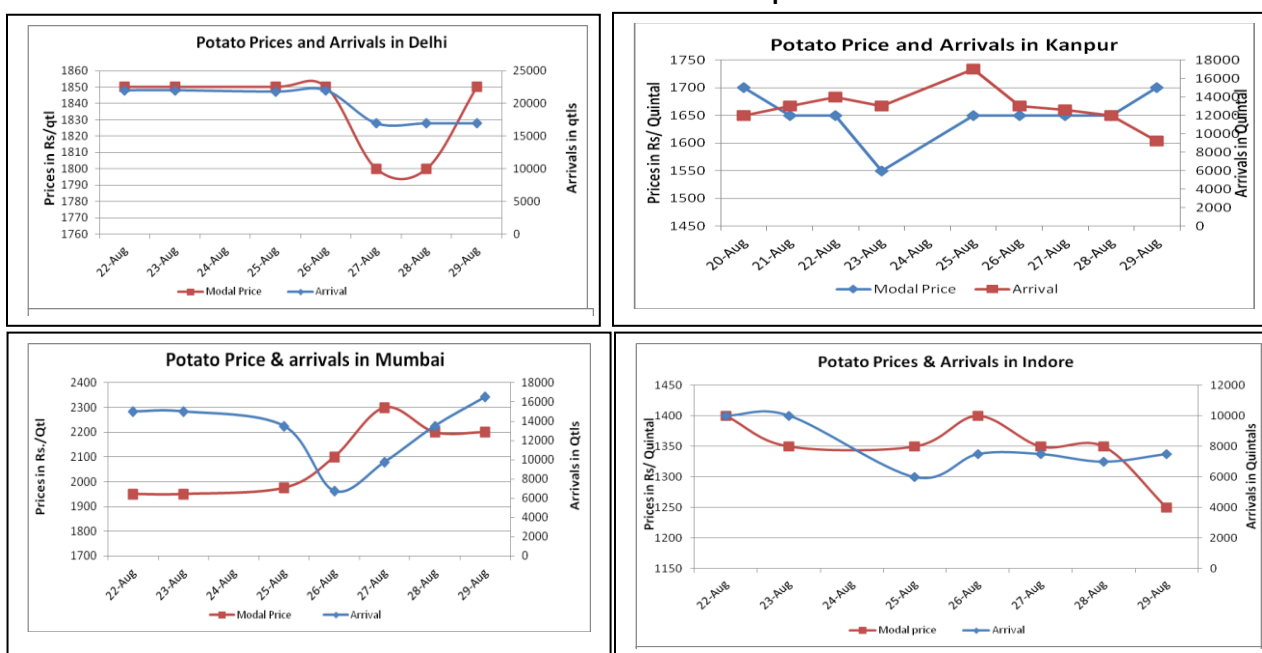 Potato Prices and Arrivals in Delhi
Prices in Rs/qtl
1860
1850
1840
1830
1820
1810
1800
1790
1780
1770
1760
25000
20000
15000
10000
5000
0
Arrivals in qtls
22-Aug
23-Aug
24-Aug
25-Aug
26-Aug
27-Aug
28-Aug
29-Aug
Modal Price
Arrival
Potato Price and Arrivals in Kanpur
Prices in Rs/ Quintal
1750
1700
1650
1600
1550
1500
1450
18000
16000
14000
12000
10000
8000
6000
4000
2000
0
Arrivals in Quintal
20-Aug
21-Aug
22-Aug
23-Aug
24-Aug
25-Aug
26-Aug
27-Aug
28-Aug
29-Aug
Modal Price
Arrival
Potato Price & arrivals in Mumbai
Prices in Rs./Qtl
2400
2300
2200
2100
2000
1900
1800
1700
18000
16000
14000
12000
10000
8000
6000
4000
2000
0
Arrivals in Qtls
22-Aug
23-Aug
24-Aug
25-Aug
26-Aug
27-Aug
28-Aug
29-Aug
Modal Price
Arrival
Potato Prices & Arrivals in Indore
Prices in Rs/ Quintal
1450
1400
1350
1300
1250
1200
1150
12000
10000
8000
6000
4000
2000
0
Arrivals in Quintals
22-Aug
23-Aug
24-Aug
25-Aug
26-Aug
27-Aug
28-Aug
29-Aug
Modal price
Arrival